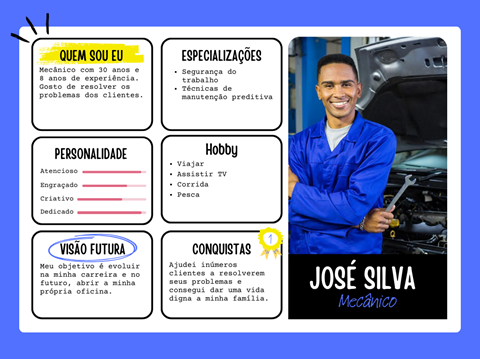 QUEM SOU EU
Mecânico com 30 anos e
8 anos de experiência.
Gosto de resolver os
problemas dos clientes.
ESPECIALIZAÇÕES
• Segurança do
trabalho
• Técnicas de
manutenção preditiva
PERSONALIDADE
Atencioso
Engraçado
Criativo
Dedicado
Hobby
• Viajar
• Assistir TV
• Corrida
• Pesca
VISÃO FUTURA
Meu objetivo é evoluir
na minha carreira e no
futuro, abrir a minha
própria oficina.
CONQUISTAS
1
Ajudei inúmeros
clientes a resolverem
seus problemas e
consegui dar uma vida
digna a minha família.
JOSÉ SILVA
Mecânico